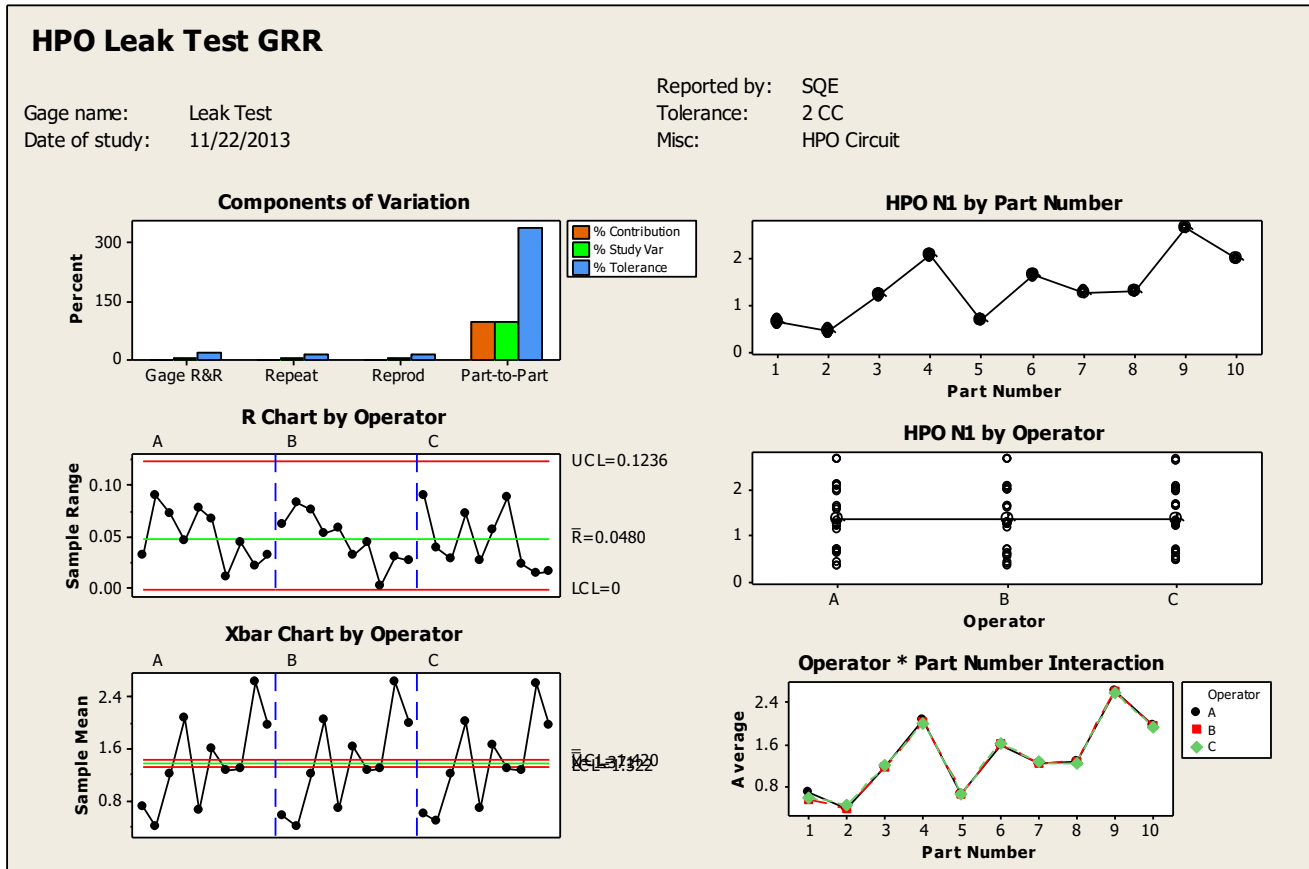 HPO Leak Test GRR
Gage name: Leak Test
Date of study: 11/22/2013
Reported by: SQE
Tolerance: 2 CC
Misc: HPO Circuit
Components of Variation
Percent
300
150
0
Gage R&R Repeat Reprod Part-to-Part
% Contribution
% Study Var
% Tolerance
R Chart by Operator
A B C
Sample Range
0.10
0.05
0.00
UCL=0.1236
R̅=0.0480
LCL=0
Xbar Chart by Operator
A B C
Sample Mean
2.4
1.6
0.8
HPO N1 by Part Number
2
1
0
1 2 3 4 5 6 7 8 9 10
Part Number
HPO N1 by Operator
2
1
0
A B C
Operator
Operator * Part Number Interaction
Average
2.4
1.6
0.8
1 2 3 4 5 6 7 8 9 10
Part Number
Operator
A
B
C